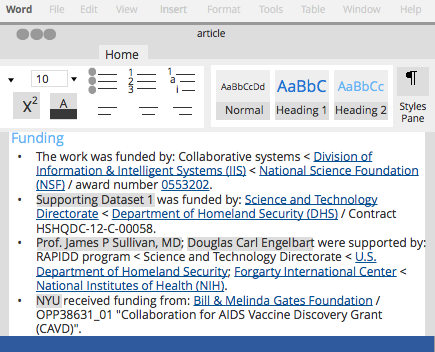 Word File Edit View Insert Format Tools Table Window Help
article
Home
10
1 2 3
1 a i
X2 A
AaBbCcDd AaBbC AaBbCc ¶
Normal Heading 1 Heading 2 Styles
Pane
Funding
• The work was funded by: Collaborative systems < Division of
Information & Intelligent Systems (IIS) < National Science Foundation
(NSF) / award number 0553202.
• Supporting Dataset 1 was funded by: Science and Technology
Directorate < Department of Homeland Security (DHS) / Contract
HSHQDC-12-C-00058.
• Prof. James P Sullivan, MD; Douglas Carl Engelbart were supported by:
RAPIDD program < Science and Technology Directorate < U.S.
Department of Homeland Security; Forgarty International Center <
National Institutes of Health (NIH).
• NYU received funding from: Bill & Melinda Gates Foundation /
OPP38631_01 "Collaboration for AIDS Vaccine Discovery Grant
(CAVD)".